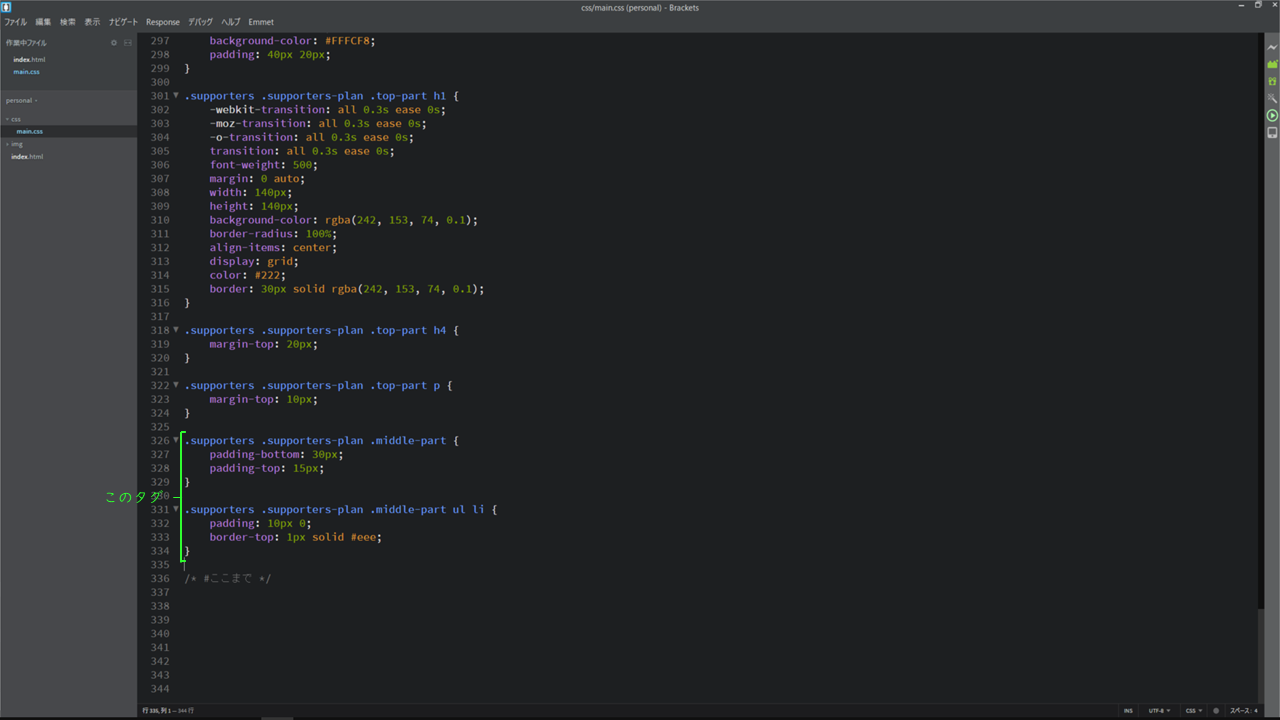 css/main.css (personal) - Brackets
ファイル 編集 検索 表示 ナビゲート Response デバッグ ヘルプ Emmet
作業中ファイル
index.html
main.css
personal
css
main.css
img
index.html
297 background-color: #FFFCF8;
298 padding: 40px 20px;
299 }
300
301 .supporters .supporters-plan .top-part h1 {
302 -webkit-transition: all 0.3s ease 0s;
303 -moz-transition: all 0.3s ease 0s;
304 -o-transition: all 0.3s ease 0s;
305 transition: all 0.3s ease 0s;
306 font-weight: 500;
307 margin: 0 auto;
308 width: 140px;
309 height: 140px;
310 background-color: rgba(242, 153, 74, 0.1);
311 border-radius: 100%;
312 align-items: center;
313 display: grid;
314 color: #222;
315 border: 30px solid rgba(242, 153, 74, 0.1);
316 }
317
318 .supporters .supporters-plan .top-part h4 {
319 margin-top: 20px;
320 }
321
322 .supporters .supporters-plan .top-part p {
323 margin-top: 10px;
324 }
325
326 .supporters .supporters-plan .middle-part {
327 padding-bottom: 30px;
328 padding-top: 15px;
329 }
このタグ 330
331 .supporters .supporters-plan .middle-part ul li {
332 padding: 10px 0;
333 border-top: 1px solid #eee;
334 }
335
336 /* #ここまで */
337
338
339
340
341
342
343
344
行 335, 列 1 — 344 行 INS UTF-8 CSS スペース: 4